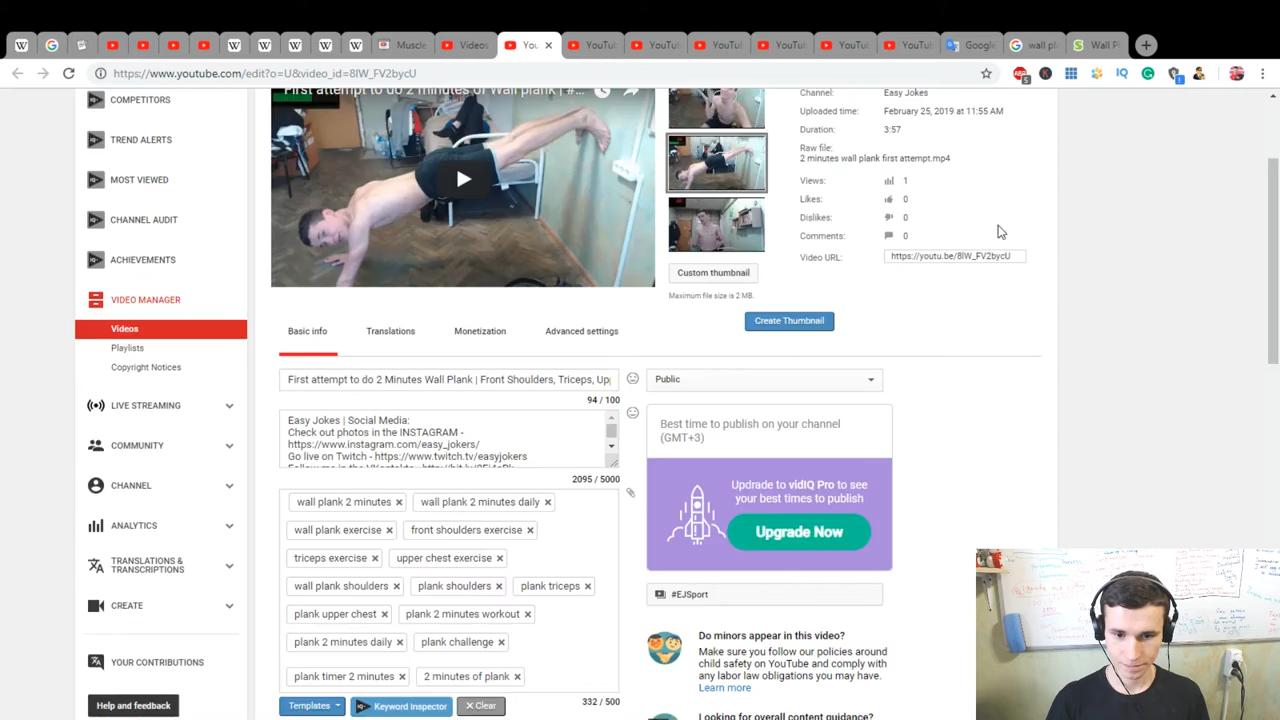 You
YouTu
Videos
Muscle
Google
wall pl
Wall Pl
https://www.youtube.com/edit?o=U&video_id=8lW_FV2bycU
COMPETITORS
TREND ALERTS
MOST VIEWED
CHANNEL AUDIT
ACHIEVEMENTS
VIDEO MANAGER
Videos
Playlists
Copyright Notices
LIVE STREAMING
COMMUNITY
CHANNEL
ANALYTICS
TRANSLATIONS &
TRANSCRIPTIONS
CREATE
YOUR CONTRIBUTIONS
Help and feedback
First attempt to do 2 minutes of Wall plank | #...
Channel: Easy Jokes
Uploaded time: February 25, 2019 at 11:55 AM
Duration: 3:57
Raw file:
2 minutes wall plank first attempt.mp4
Views: 1
Likes: 0
Dislikes: 0
Comments: 0
Video URL: https://youtu.be/8lW_FV2bycU
Custom thumbnail
Maximum file size is 2 MB.
Create Thumbnail
Basic info Translations Monetization Advanced settings
First attempt to do 2 Minutes Wall Plank | Front Shoulders, Triceps, Up
94 / 100
Easy Jokes | Social Media:
Check out photos in the INSTAGRAM -
https://www.instagram.com/easy_jokers/
Go live on Twitch - https://www.twitch.tv/easyjokers
2095 / 5000
wall plank 2 minutes wall plank 2 minutes daily
wall plank exercise front shoulders exercise
triceps exercise upper chest exercise
wall plank shoulders plank shoulders plank triceps
plank upper chest plank 2 minutes workout
plank 2 minutes daily plank challenge
plank timer 2 minutes 2 minutes of plank
332 / 500
Templates Keyword Inspector Clear
Public
Best time to publish on your channel
(GMT+3)
Updrade to vidIQ Pro to see
your best times to publish
Upgrade Now
#EJSport
Do minors appear in this video?
Make sure you follow our policies around
child safety on YouTube and comply with
any labor law obligations you may have.
Learn more
Looking for overall content guidance?